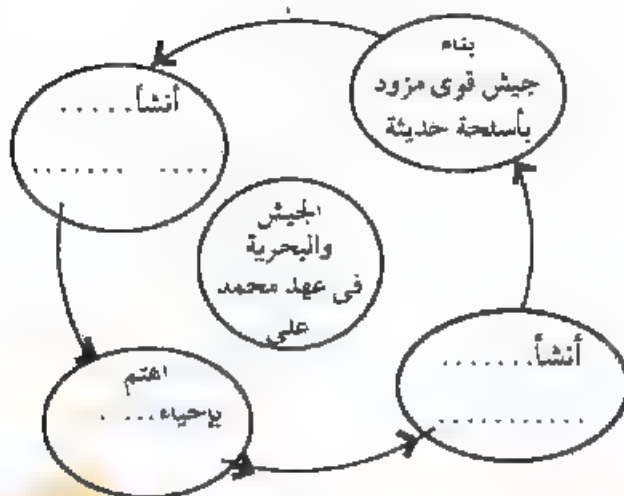 بناء
جيش قوى مزود
بأسلحة حديثة
أنشأ.....
.... .......
الجيش
والبحرية
فى عهد محمد
على
أنشأ.......
...........
اهتم
بإحياء.... .